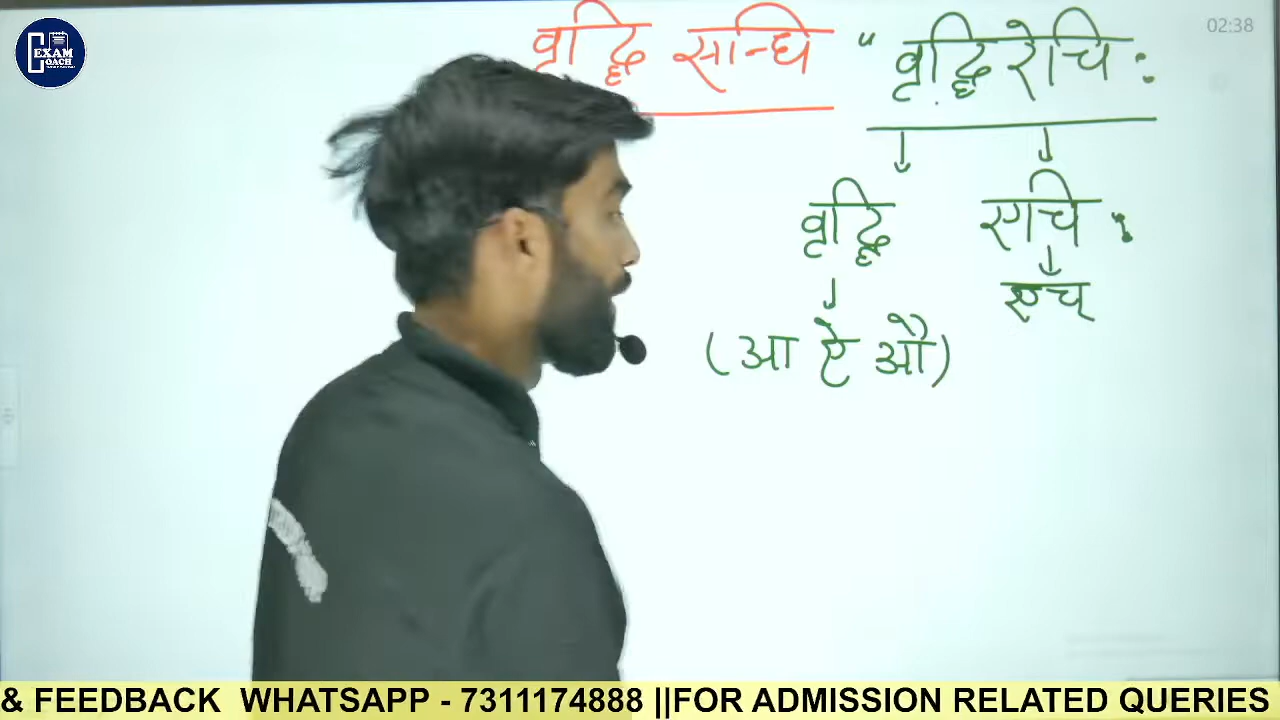 02:38
EXAM
COACH
वृद्धि सन्धि "वृद्धिरेचि :
वृद्धि एचि :
एच्
(आ ऐ औ)
& FEEDBACK WHATSAPP - 7311174888 ||FOR ADMISSION RELATED QUERIES